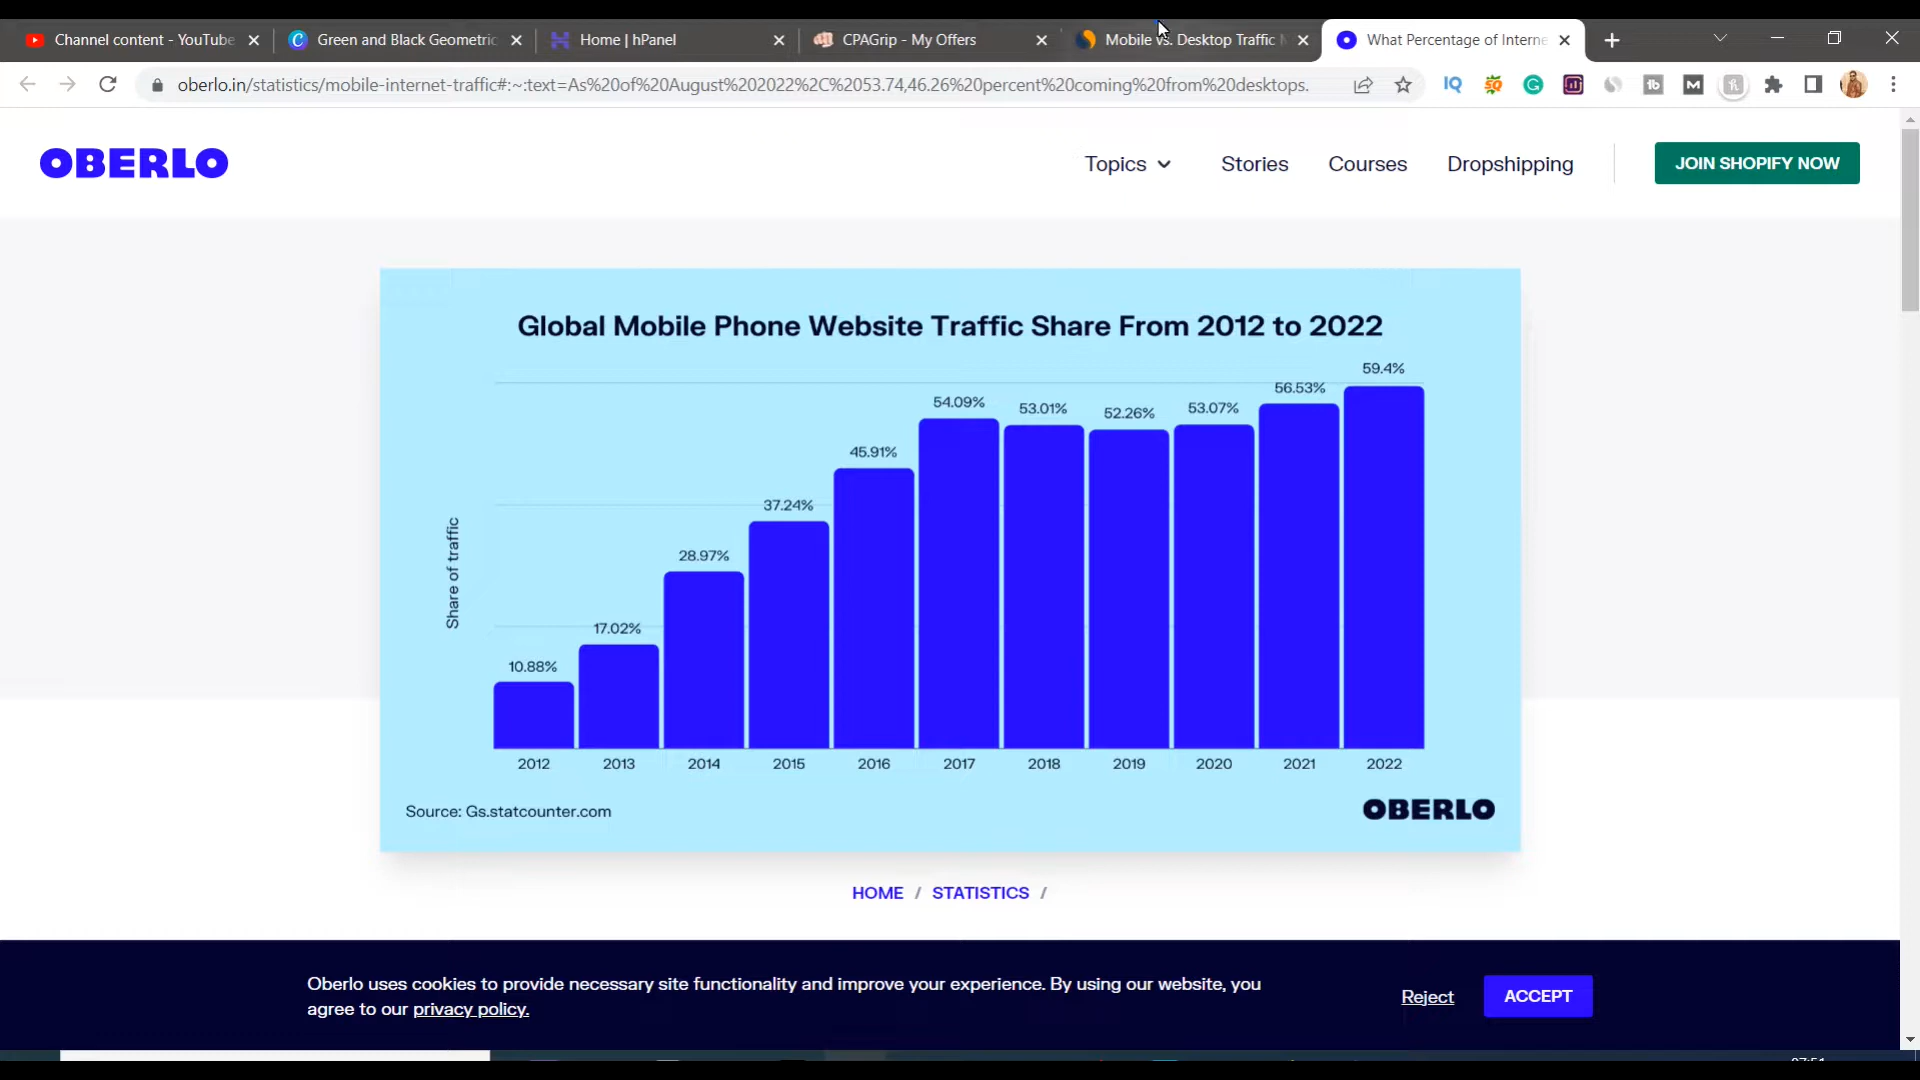 Channel content - YouTube
Green and Black Geometric
Home | hPanel
CPAGrip - My Offers
Mobile vs. Desktop Traffic
What Percentage of Interne
oberlo.in/statistics/mobile-internet-traffic#:~:text=As%20of%20August%202022%2C%2053.74,46.26%20percent%20coming%20from%20desktops.
OBERLO
Topics
Stories
Courses
Dropshipping
JOIN SHOPIFY NOW
Global Mobile Phone Website Traffic Share From 2012 to 2022
Share of traffic
10.88%
17.02%
28.97%
37.24%
45.91%
54.09%
53.01%
52.26%
53.07%
56.53%
59.4%
2012
2013
2014
2015
2016
2017
2018
2019
2020
2021
2022
Source: Gs.statcounter.com
OBERLO
HOME / STATISTICS /
Oberlo uses cookies to provide necessary site functionality and improve your experience. By using our website, you
agree to our privacy policy.
Reject
ACCEPT